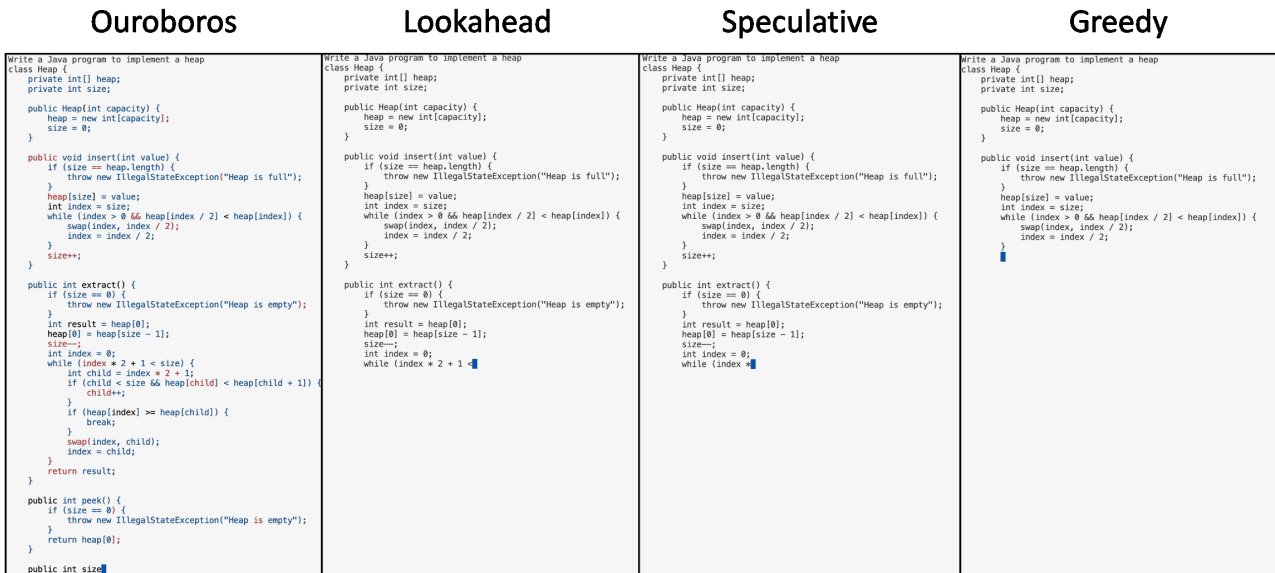 Ouroboros
Write a Java program to implement a heap
class Heap {
    private int[] heap;
    private int size;

    public Heap(int capacity) {
        heap = new int[capacity];
        size = 0;
    }

    public void insert(int value) {
        if (size == heap.length) {
            throw new IllegalStateException("Heap is full");
        }
        heap[size] = value;
        int index = size;
        while (index > 0 && heap[index / 2] < heap[index]) {
            swap(index, index / 2);
            index = index / 2;
        }
        size++;
    }

    public int extract() {
        if (size == 0) {
            throw new IllegalStateException("Heap is empty");
        }
        int result = heap[0];
        heap[0] = heap[size - 1];
        size--;
        int index = 0;
        while (index * 2 + 1 < size) {
            int child = index * 2 + 1;
            if (child < size && heap[child] < heap[child + 1]) {
                child++;
            }
            if (heap[index] >= heap[child]) {
                break;
            }
            swap(index, child);
            index = child;
        }
        return result;
    }

    public int peek() {
        if (size == 0) {
            throw new IllegalStateException("Heap is empty");
        }
        return heap[0];
    }

    public int size
Lookahead
Write a Java program to implement a heap
class Heap {
    private int[] heap;
    private int size;

    public Heap(int capacity) {
        heap = new int[capacity];
        size = 0;
    }

    public void insert(int value) {
        if (size == heap.length) {
            throw new IllegalStateException("Heap is full");
        }
        heap[size] = value;
        int index = size;
        while (index > 0 && heap[index / 2] < heap[index]) {
            swap(index, index / 2);
            index = index / 2;
        }
        size++;
    }

    public int extract() {
        if (size == 0) {
            throw new IllegalStateException("Heap is empty");
        }
        int result = heap[0];
        heap[0] = heap[size - 1];
        size--;
        int index = 0;
        while (index * 2 + 1 <
Speculative
Write a Java program to implement a heap
class Heap {
    private int[] heap;
    private int size;

    public Heap(int capacity) {
        heap = new int[capacity];
        size = 0;
    }

    public void insert(int value) {
        if (size == heap.length) {
            throw new IllegalStateException("Heap is full");
        }
        heap[size] = value;
        int index = size;
        while (index > 0 && heap[index / 2] < heap[index]) {
            swap(index, index / 2);
            index = index / 2;
        }
        size++;
    }

    public int extract() {
        if (size == 0) {
            throw new IllegalStateException("Heap is empty");
        }
        int result = heap[0];
        heap[0] = heap[size - 1];
        size--;
        int index = 0;
        while (index *
Greedy
Write a Java program to implement a heap
class Heap {
    private int[] heap;
    private int size;

    public Heap(int capacity) {
        heap = new int[capacity];
        size = 0;
    }

    public void insert(int value) {
        if (size == heap.length) {
            throw new IllegalStateException("Heap is full");
        }
        heap[size] = value;
        int index = size;
        while (index > 0 && heap[index / 2] < heap[index]) {
            swap(index, index / 2);
            index = index / 2;
        }